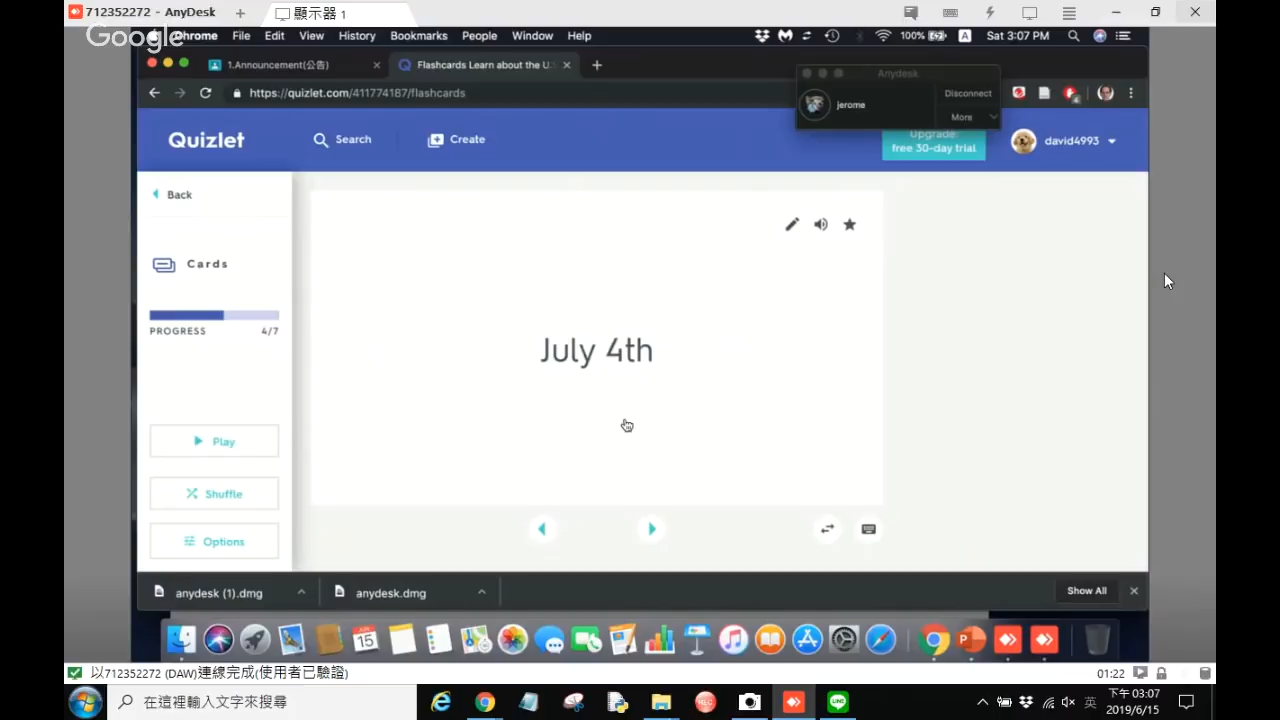 712352272 - AnyDesk
顯示器 1
Google
Chrome File Edit View History Bookmarks People Window Help
100% Sat 3:07 PM
1.Announcement(公告)
Flashcards Learn about the U.S
https://quizlet.com/411774187/flashcards
Anydesk
jerome
Disconnect
More
Quizlet
Search
Create
Upgrade:
free 30-day trial
david4993
Back
Cards
PROGRESS 4/7
July 4th
Play
Shuffle
Options
anydesk (1).dmg
anydesk.dmg
Show All
15
以712352272 (DAW)連線完成(使用者已驗證)
01:22
在這裡輸入文字來搜尋
英
下午 03:07
2019/6/15